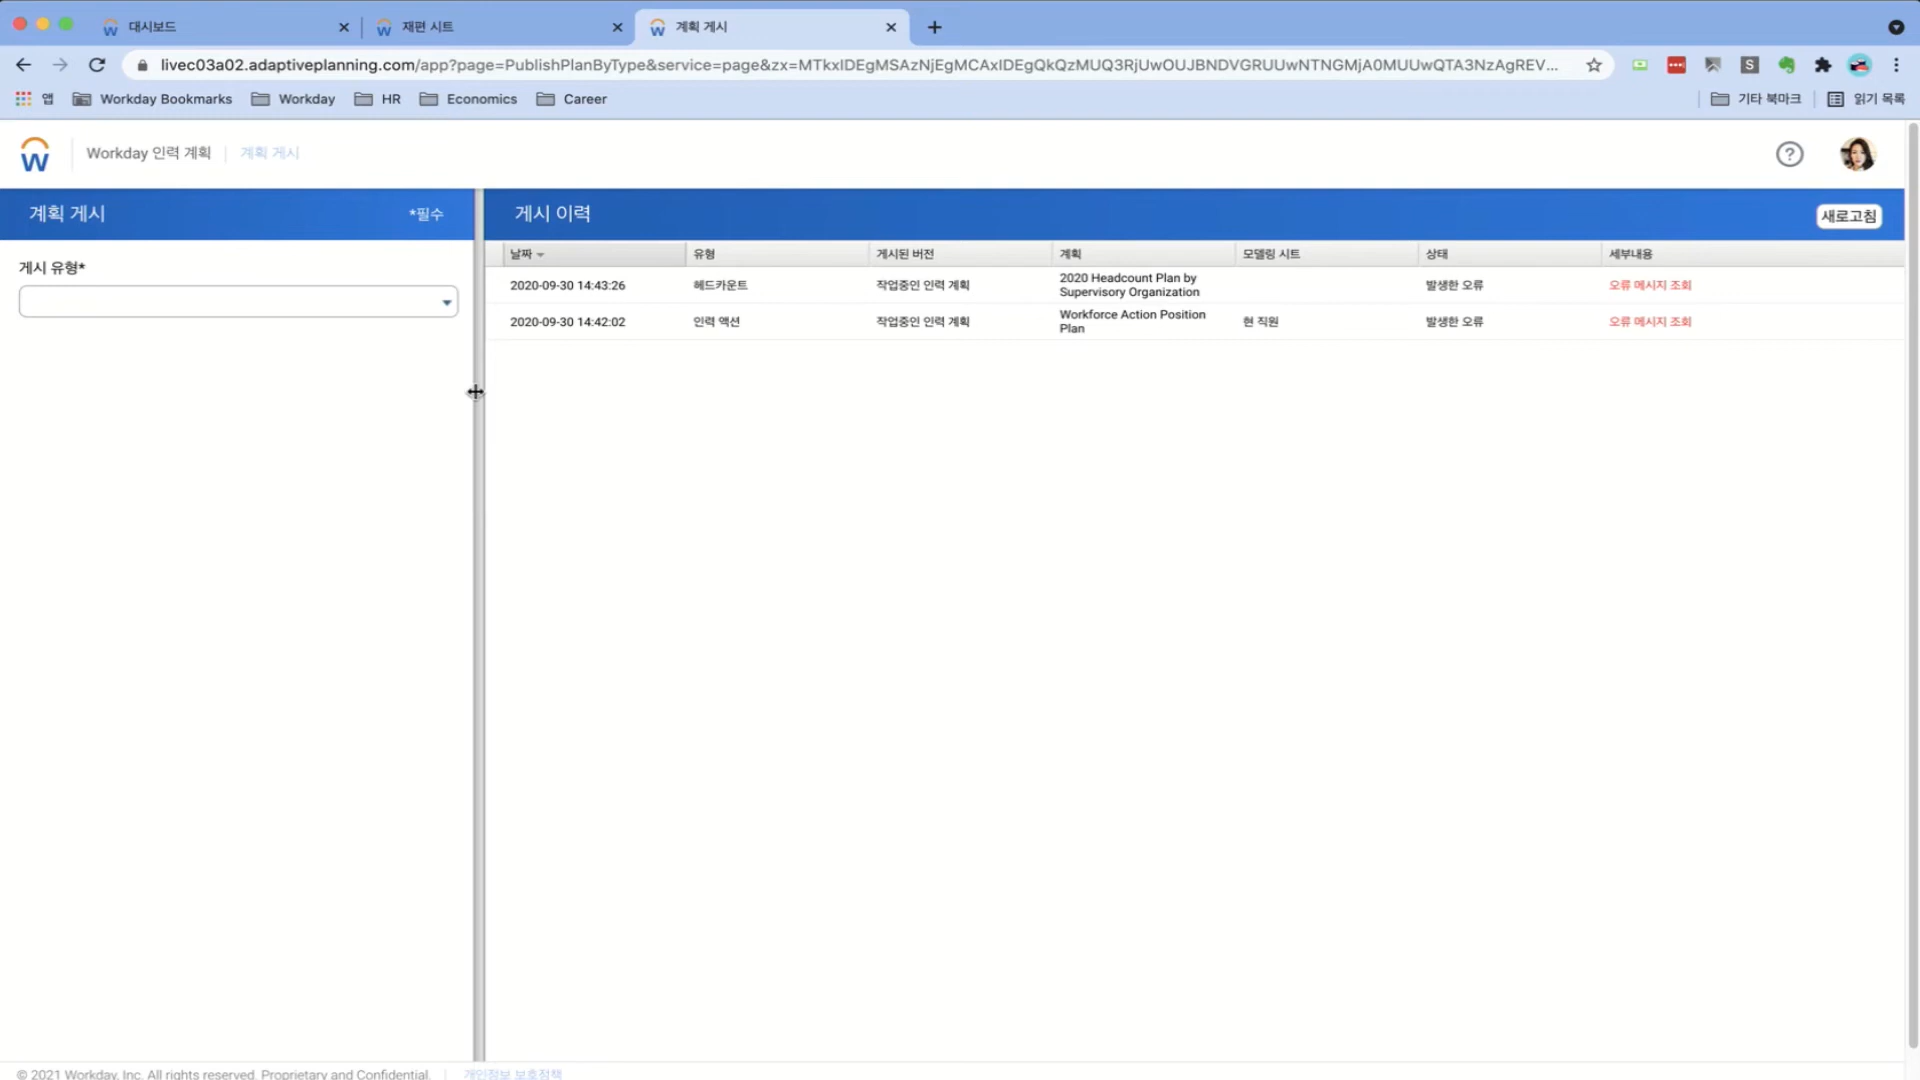 대시보드
재편 시트
계획 게시
livec03a02.adaptiveplanning.com/app?page=PublishPlanByType&service=page&zx=MTkxIDEgMSAzNjEgMCAxIDEgQkQzMUQ3RjUwOUJBNDVGRUUwNTNGMjA0MUUwQTA3NzAgREV...
S
앱
Workday Bookmarks
Workday
HR
Economics
Career
기타 북마크
읽기 목록
Workday 인력 계획
계획 게시
계획 게시
*필수
게시 이력
새로고침
게시 유형*
날짜
유형
게시된 버전
계획
모델링 시트
상태
세부내용
2020-09-30 14:43:26
헤드카운트
작업중인 인력 계획
2020 Headcount Plan by
Supervisory Organization
발생한 오류
오류 메시지 조회
2020-09-30 14:42:02
인력 액션
작업중인 인력 계획
Workforce Action Position
Plan
현 직원
발생한 오류
오류 메시지 조회
© 2021 Workday, Inc. All rights reserved. Proprietary and Confidential.
개인정보 보호정책